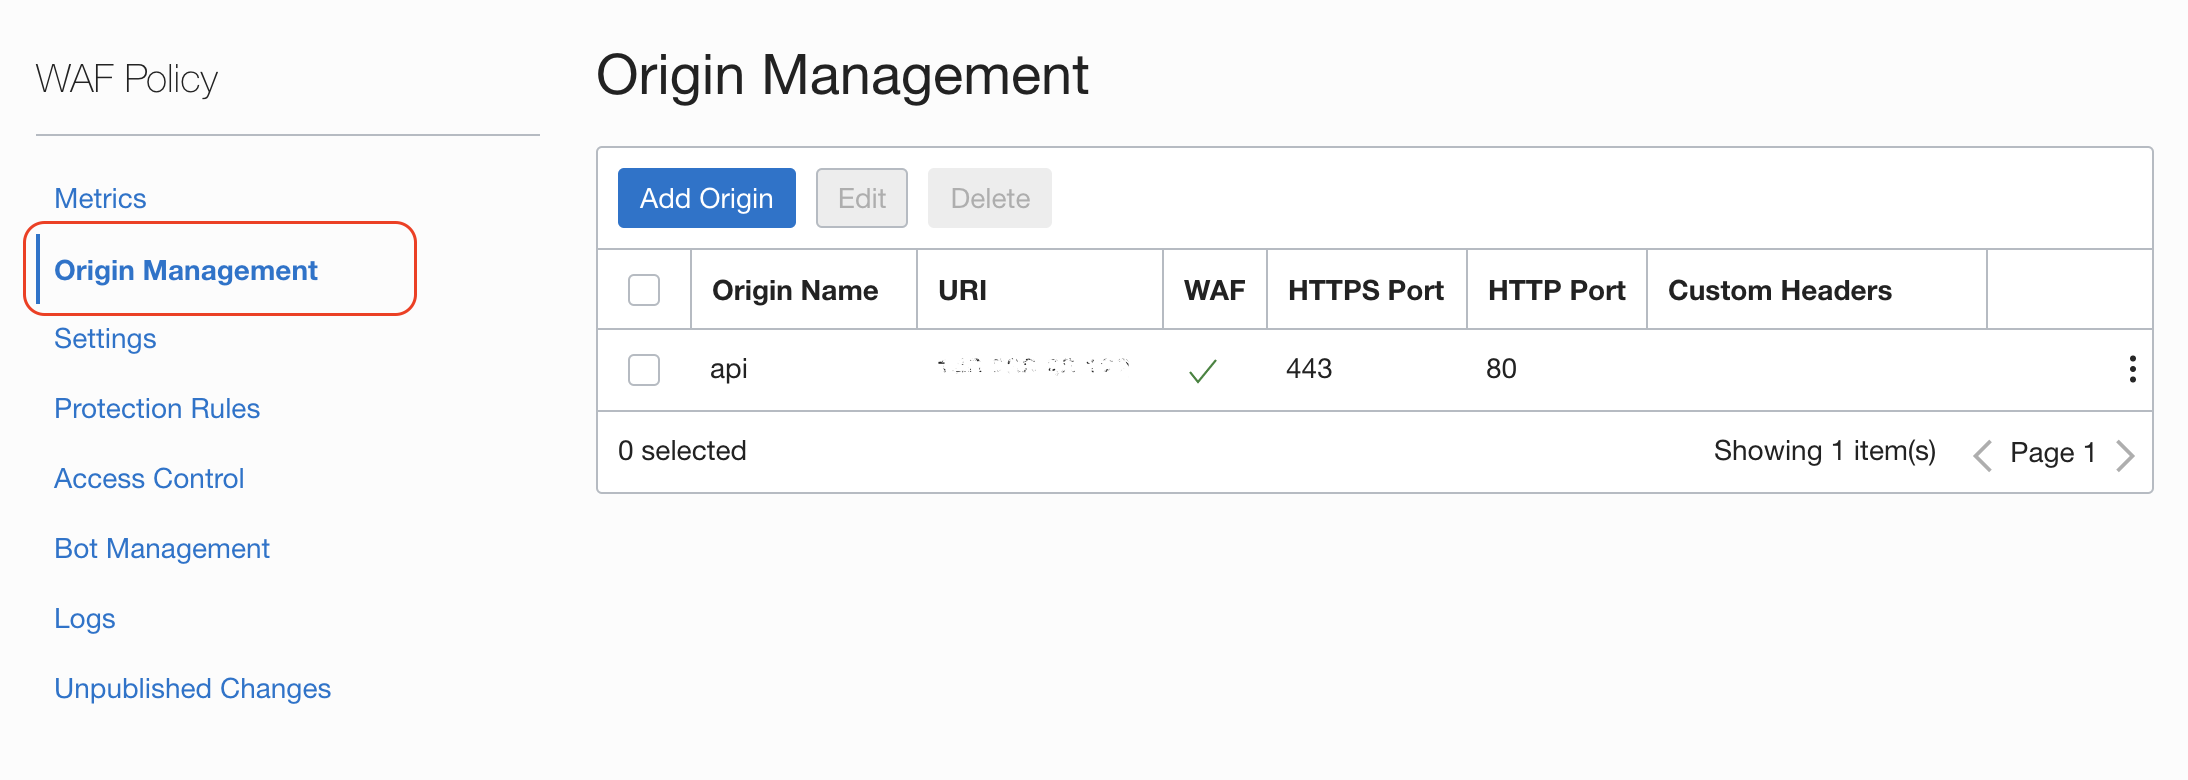 WAF Policy
Metrics
Origin Management
Settings
Protection Rules
Access Control
Bot Management
Logs
Unpublished Changes
Origin Management
Add Origin Edit Delete
Origin Name URI WAF HTTPS Port HTTP Port Custom Headers
api 443 80
0 selected Showing 1 item(s) Page 1